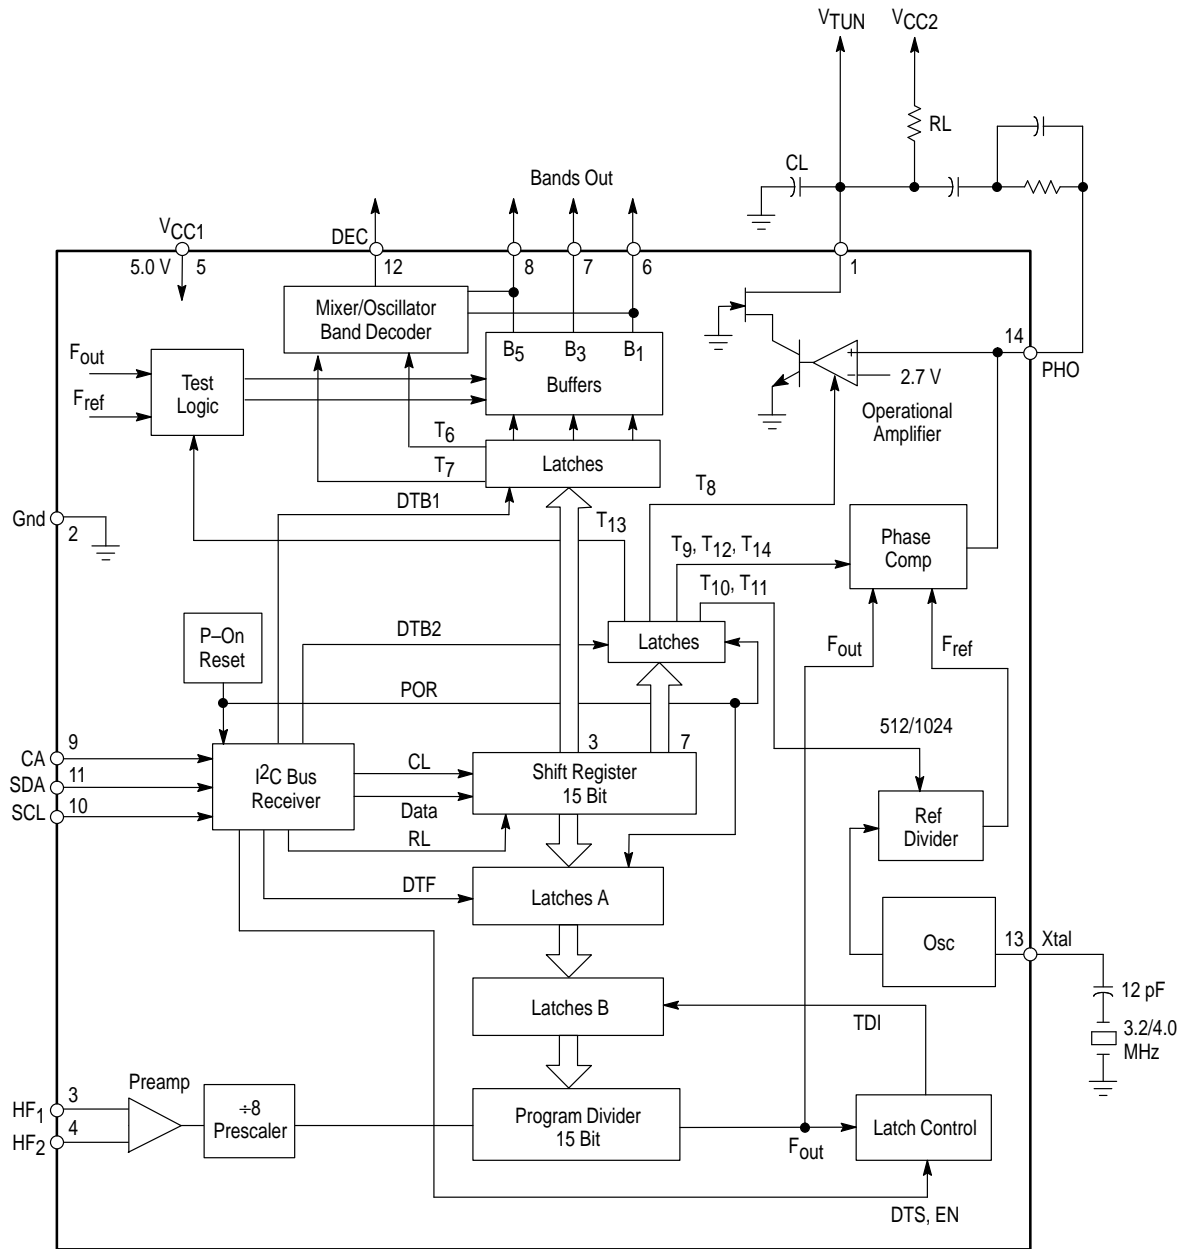 VTUN
VCC2
RL
CL
Bands Out
VCC1
DEC
5.0 V
5
12
8
7
6
1
Mixer/Oscillator
Band Decoder
B5
B3
B1
Buffers
Fout
Fref
Test
Logic
14
PHO
+
–
2.7 V
Operational
Amplifier
T6
T7
Latches
DTB1
T8
Gnd
2
T13
Phase
Comp
T9, T12, T14
T10, T11
P–On
Reset
DTB2
Latches
Fout
Fref
POR
512/1024
9
CA
11
SDA
10
SCL
I2C Bus
Receiver
CL
Data
RL
3
7
Shift Register
15 Bit
Ref
Divider
DTF
Latches A
Osc
13
Xtal
12 pF
3.2/4.0
MHz
Latches B
TDI
Preamp
3
HF1
4
HF2
÷8
Prescaler
Program Divider
15 Bit
Fout
Latch Control
DTS, EN